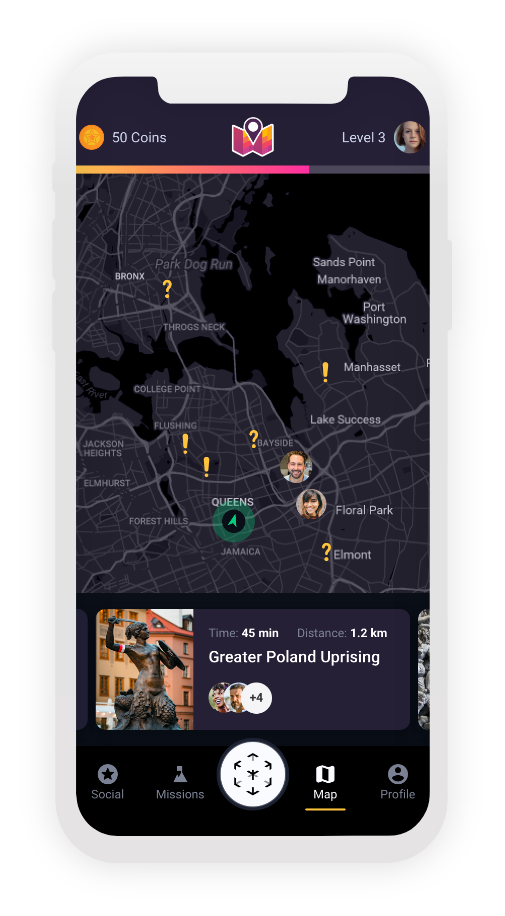 50 Coins
Level 3
Park Dog Run
BRONX
Sands Point
Manorhaven
Port
Washington
THROGS NECK
Manhasset
COLLEGE POINT
Lake Success
FLUSHING
BAYSIDE
JACKSON
HEIGHTS
ELMHURST
QUEENS
Floral Park
FOREST HILLS
JAMAICA
Elmont
Time: 45 min
Distance: 1.2 km
Greater Poland Uprising
+4
Social
Missions
Map
Profile